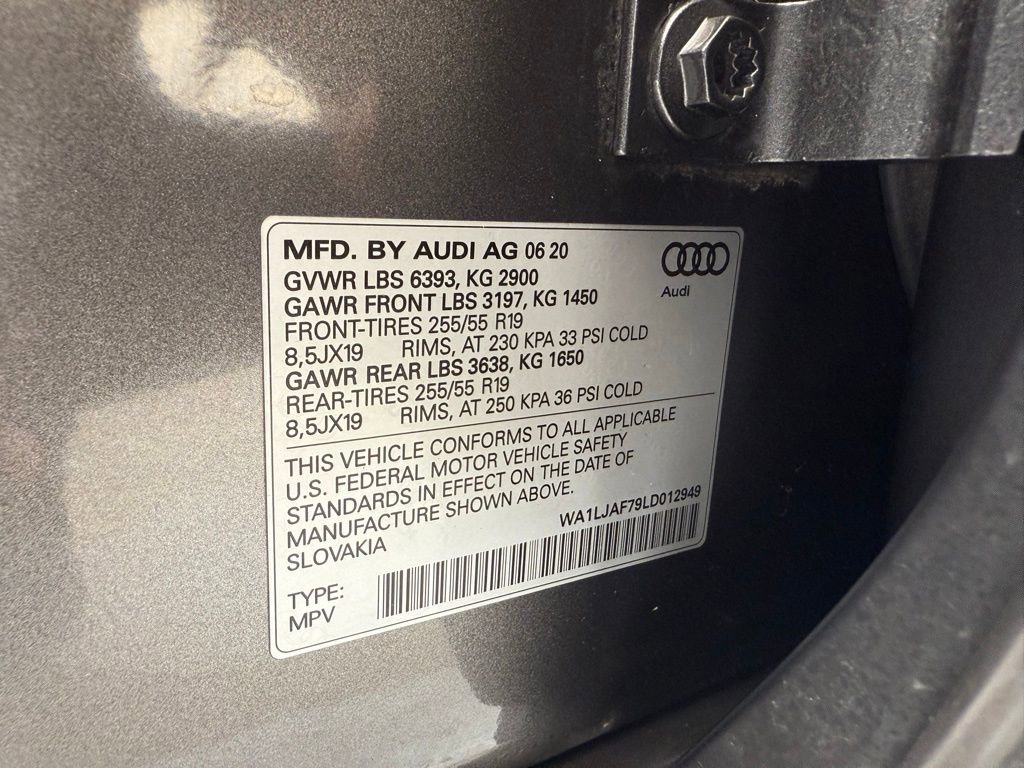 MFD. BY AUDI AG 06 20
GVWR LBS 6393, KG 2900
GAWR FRONT LBS 3197, KG 1450
FRONT-TIRES 255/55 R19
8,5JX19 RIMS, AT 230 KPA 33 PSI COLD
GAWR REAR LBS 3638, KG 1650
REAR-TIRES 255/55 R19
8,5JX19 RIMS, AT 250 KPA 36 PSI COLD
Audi
THIS VEHICLE CONFORMS TO ALL APPLICABLE
U.S. FEDERAL MOTOR VEHICLE SAFETY
STANDARDS IN EFFECT ON THE DATE OF
MANUFACTURE SHOWN ABOVE.
SLOVAKIA
WA1LJAF79LD012949
TYPE:
MPV